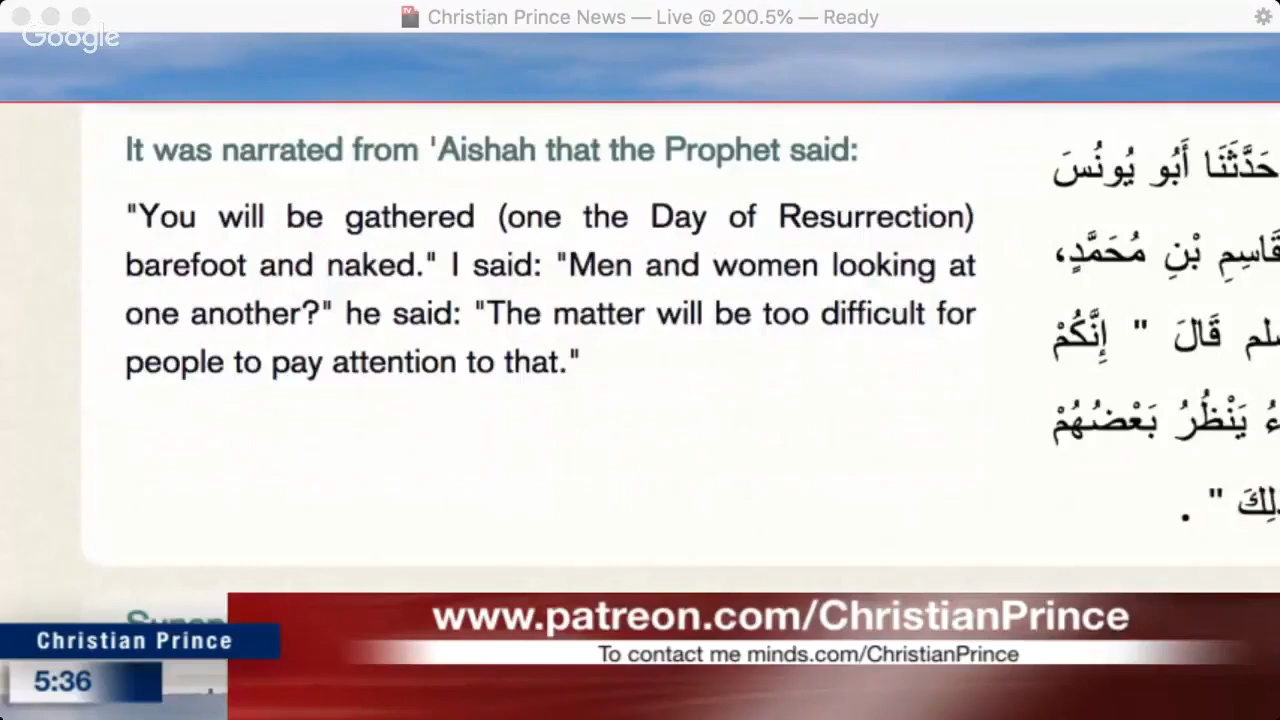 Christian Prince News — Live @ 200.5% — Ready
Google
It was narrated from 'Aishah that the Prophet said:
"You will be gathered (one the Day of Resurrection)
barefoot and naked." I said: "Men and women looking at
one another?" he said: "The matter will be too difficult for
people to pay attention to that."
حَدَّثَنَا أَبُو يُونُسَ
قَاسِمِ بْنِ مُحَمَّدٍ،
قَالَ " إِنَّكُمْ
يَنْظُرُ بَعْضُهُمْ
" .
www.patreon.com/ChristianPrince
To contact me minds.com/ChristianPrince
Christian Prince
5:36